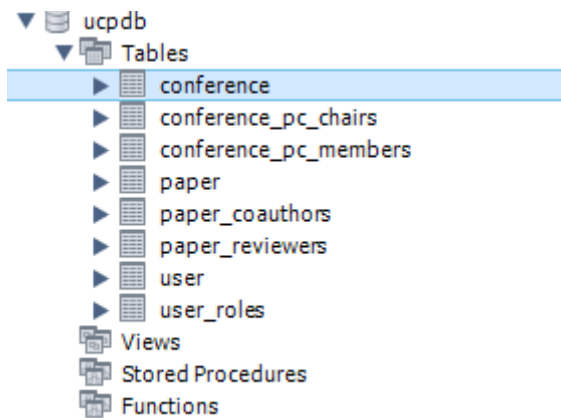 ucpdb
Tables
conference
conference_pc_chairs
conference_pc_members
paper
paper_coauthors
paper_reviewers
user
user_roles
Views
Stored Procedures
Functions